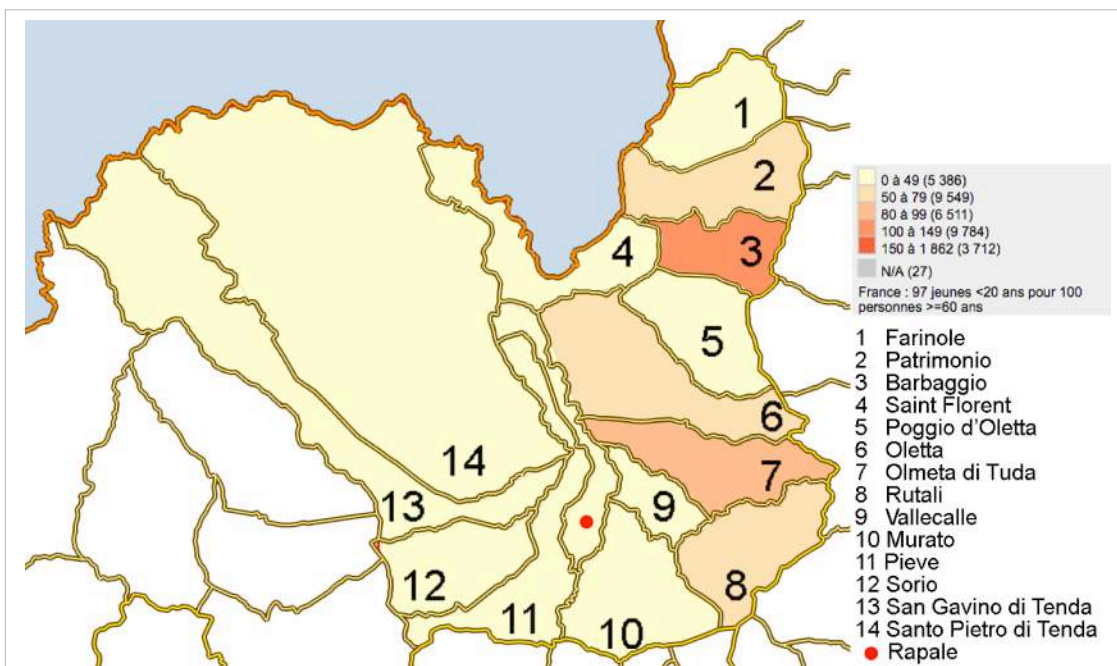 1
2
3
4
5
6
7
8
9
10
11
12
13
14
0 à 49 (5 386)
50 à 79 (9 549)
80 à 99 (6 511)
100 à 149 (9 784)
150 à 1 862 (3 712)
N/A (27)
France : 97 jeunes <20 ans pour 100
personnes >=60 ans
1 Farinole
2 Patrimonio
3 Barbaggio
4 Saint Florent
5 Poggio d'Oletta
6 Oletta
7 Olmeta di Tuda
8 Rutali
9 Vallecalle
10 Murato
11 Pieve
12 Sorio
13 San Gavino di Tenda
14 Santo Pietro di Tenda
Rapale